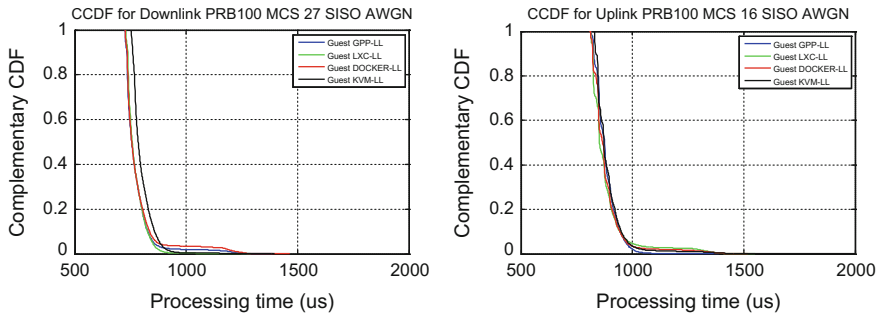 CCDF for Downlink PRB100 MCS 27 SISO AWGN
Complementary CDF
1
0.8
0.6
0.4
0.2
0
Guest GPP-LL
Guest LXC-LL
Guest DOCKER-LL
Guest KVM-LL
500 1000 1500 2000
Processing time (us)
CCDF for Uplink PRB100 MCS 16 SISO AWGN
Complementary CDF
1
0.8
0.6
0.4
0.2
0
Guest GPP-LL
Guest LXC-LL
Guest DOCKER-LL
Guest KVM-LL
500 1000 1500 2000
Processing time (us)